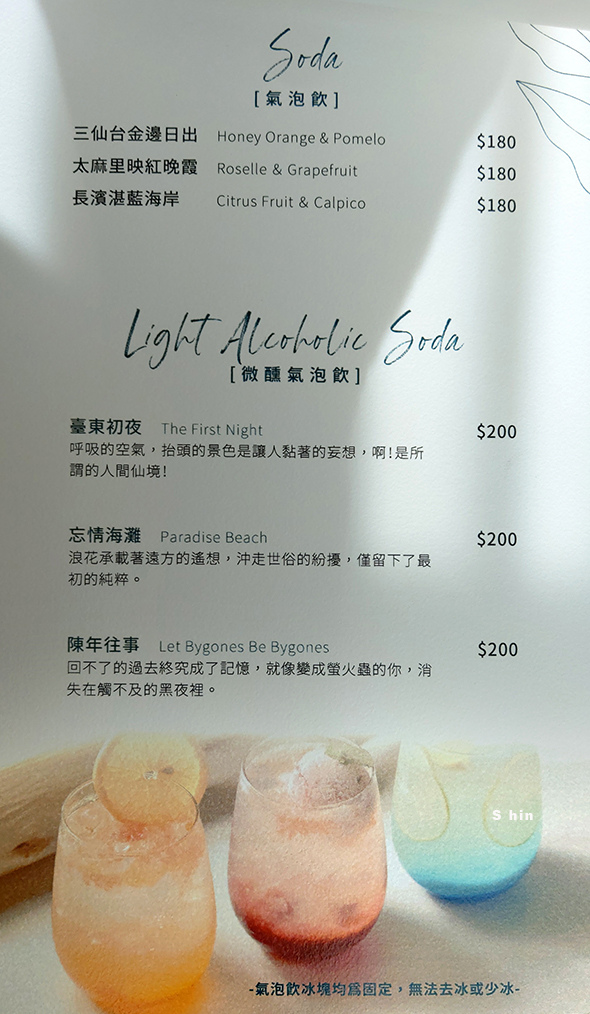 Soda
[氣泡飲]
三仙台金邊日出 Honey Orange & Pomelo $180
太麻里映紅晚霞 Roselle & Grapefruit $180
長濱湛藍海岸 Citrus Fruit & Calpico $180
Light Alcoholic Soda
[微醺氣泡飲]
臺東初夜 The First Night $200
呼吸的空氣，抬頭的景色是讓人黏著的妄想，啊!是所
謂的人間仙境!
忘情海灘 Paradise Beach $200
浪花承載著遠方的遙想，沖走世俗的紛擾，僅留下了最
初的純粹。
陳年往事 Let Bygones Be Bygones $200
回不了的過去終究成了記憶，就像變成螢火蟲的你，消
失在觸不及的黑夜裡。
S hin
-氣泡飲冰塊均為固定，無法去冰或少冰-